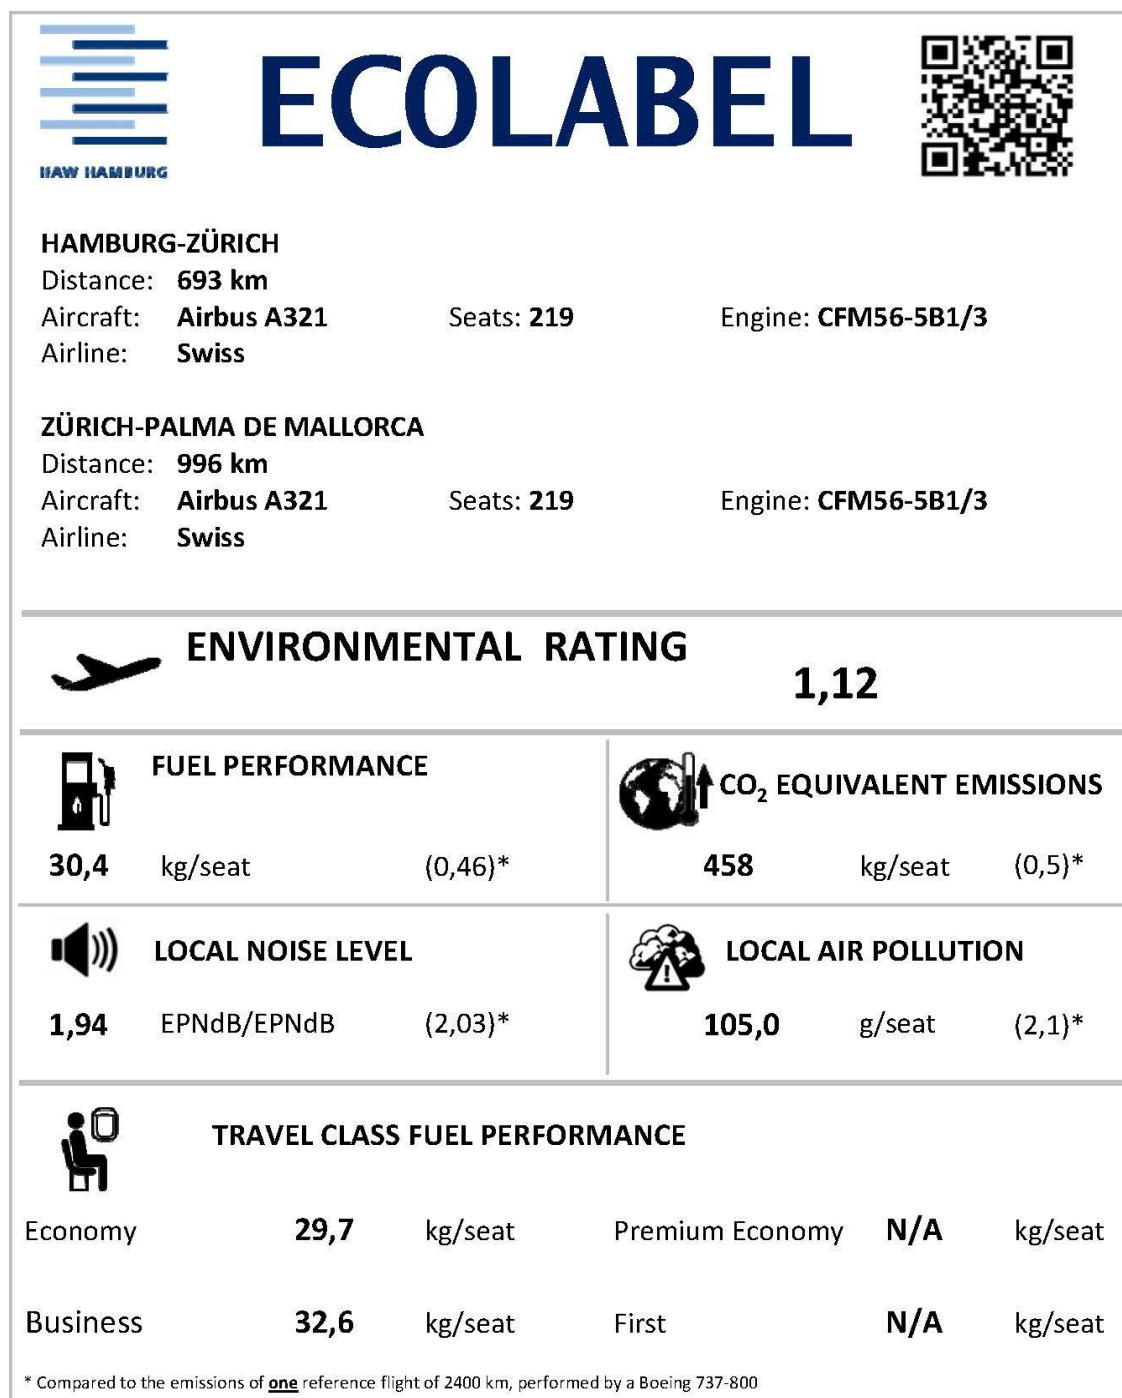 ECOLABEL
HAW HAMBURG
HAMBURG-ZÜRICH
Distance: 693 km
Aircraft: Airbus A321 Seats: 219 Engine: CFM56-5B1/3
Airline: Swiss
ZÜRICH-PALMA DE MALLORCA
Distance: 996 km
Aircraft: Airbus A321 Seats: 219 Engine: CFM56-5B1/3
Airline: Swiss
ENVIRONMENTAL RATING
1,12
FUEL PERFORMANCE
30,4 kg/seat (0,46)*
CO₂ EQUIVALENT EMISSIONS
458 kg/seat (0,5)*
LOCAL NOISE LEVEL
1,94 EPNdB/EPNdB (2,03)*
LOCAL AIR POLLUTION
105,0 g/seat (2,1)*
TRAVEL CLASS FUEL PERFORMANCE
Economy 29,7 kg/seat Premium Economy N/A kg/seat
Business 32,6 kg/seat First N/A kg/seat
* Compared to the emissions of one reference flight of 2400 km, performed by a Boeing 737-800